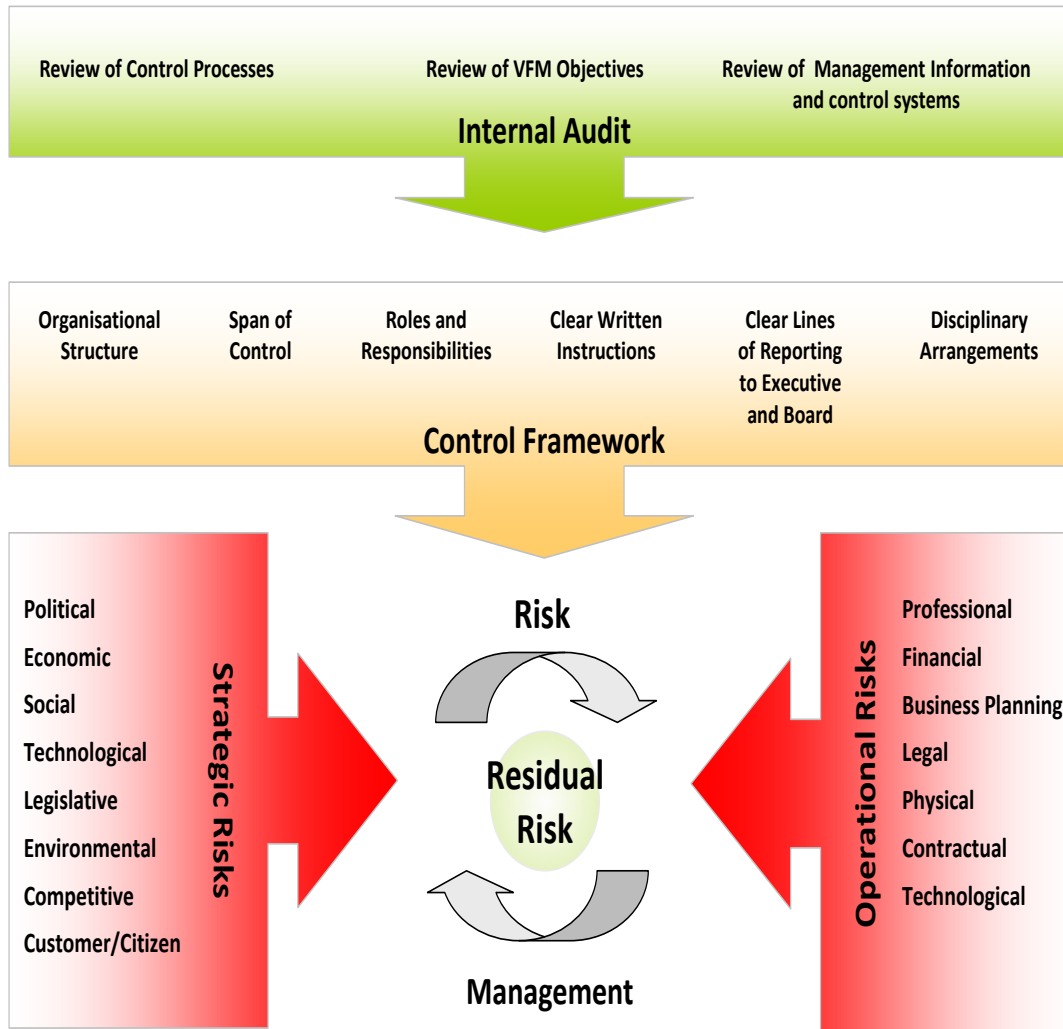 Review of Control Processes
Review of VFM Objectives
Review of Management Information
and control systems
Internal Audit
Organisational
Structure
Span of
Control
Roles and
Responsibilities
Clear Written
Instructions
Clear Lines
of Reporting
to Executive
and Board
Disciplinary
Arrangements
Control Framework
Political
Economic
Social
Technological
Legislative
Environmental
Competitive
Customer/Citizen
Strategic Risks
Risk
Residual
Risk
Management
Operational Risks
Professional
Financial
Business Planning
Legal
Physical
Contractual
Technological